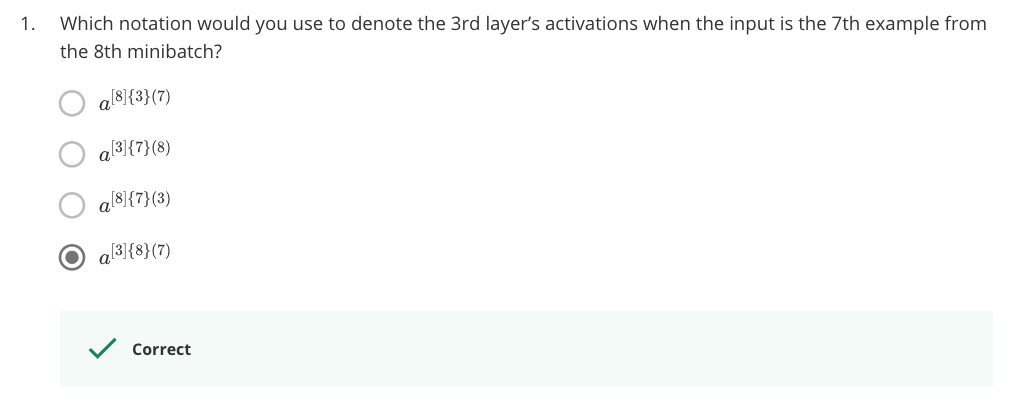 1. Which notation would you use to denote the 3rd layer’s activations when the input is the 7th example from
the 8th minibatch?
a^{[8]{3}(7)}
a^{[3]{7}(8)}
a^{[8]{7}(3)}
a^{[3]{8}(7)}
Correct